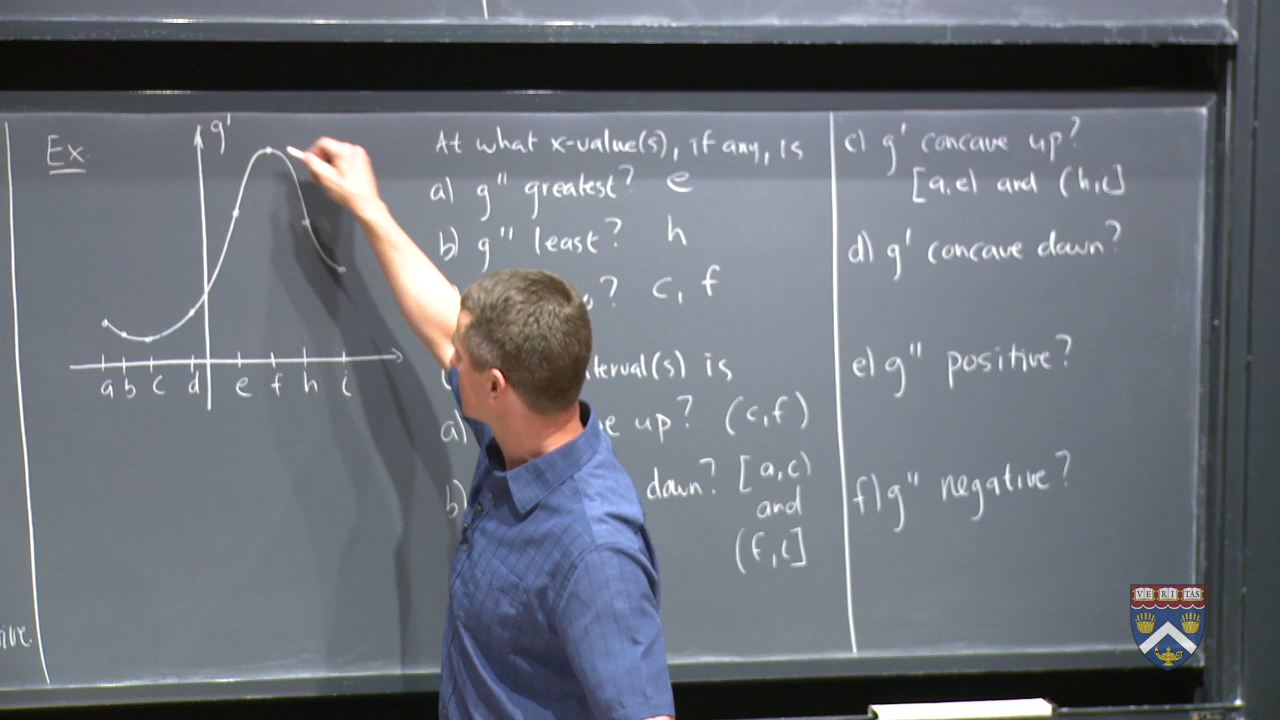 Ex.
g'
a b c d e f h i
ive.
At what x-value(s), if any, is
a) g" greatest? e
b) g" least? h
? c, f
terval(s) is
a) e up? (c,f)
b) down? [a,c)
and
(f,i]
c) g' concave up?
[a,e) and (h,i]
d) g' concave down?
e) g" positive?
f) g" negative?
VE RI TAS